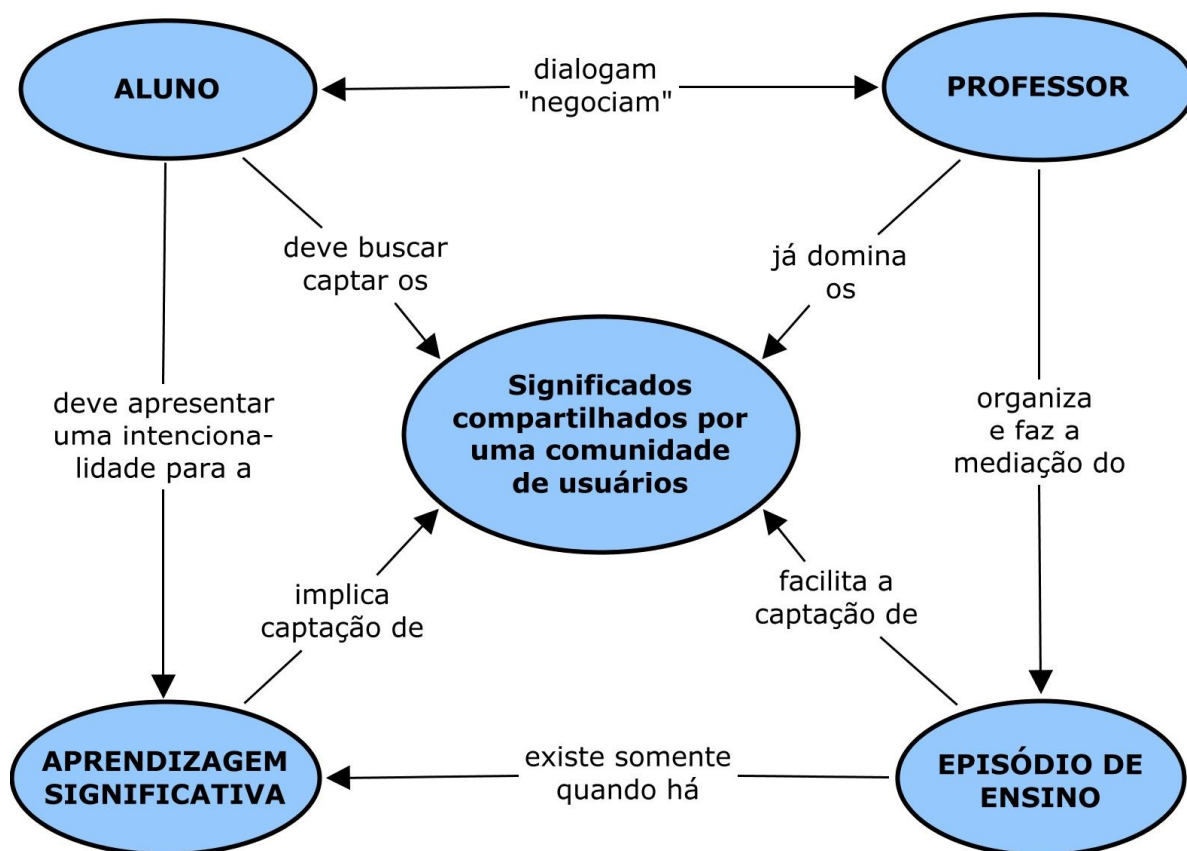 ALUNO
dialogam
"negociam"
PROFESSOR
deve buscar
captar os
já domina
os
Significados
compartilhados por
uma comunidade
de usuários
deve apresentar
uma intenciona-
lidade para a
organiza
e faz a
mediação do
implica
captação de
facilita a
captação de
APRENDIZAGEM
SIGNIFICATIVA
existe somente
quando há
EPISÓDIO DE
ENSINO